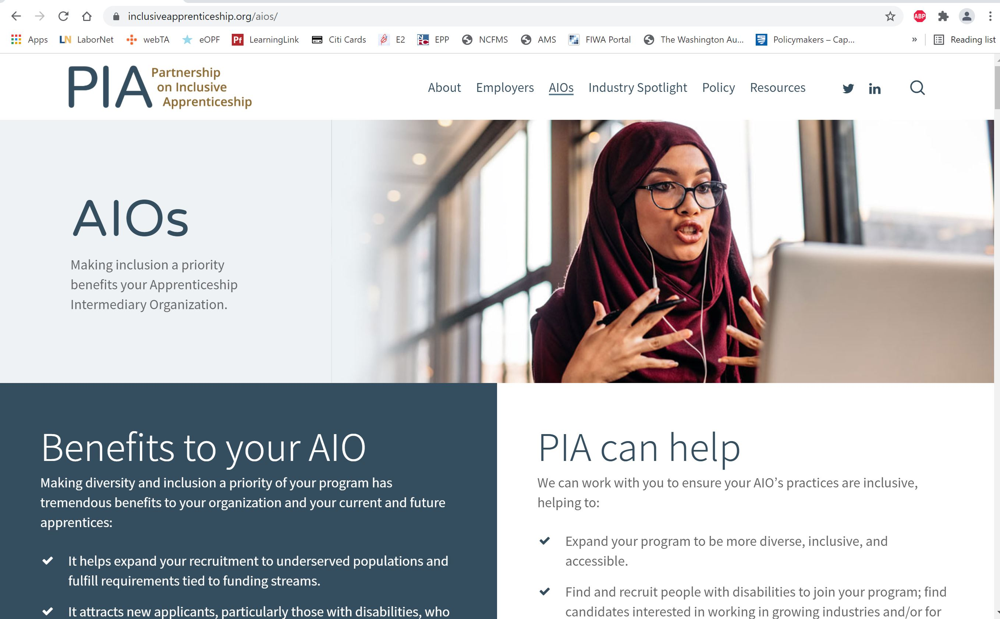 inclusiveapprenticeship.org/aios/
ABP
Apps LN LaborNet webTA eOPF Pf LearningLink Citi Cards E2 EPP NCFMS AMS FIWA Portal The Washington Au... Policymakers – Cap... » Reading list
PIA Partnership
on Inclusive
Apprenticeship
About Employers AIOs Industry Spotlight Policy Resources in
AIOs
Making inclusion a priority
benefits your Apprenticeship
Intermediary Organization.
Benefits to your AIO
Making diversity and inclusion a priority of your program has
tremendous benefits to your organization and your current and future
apprentices:
It helps expand your recruitment to underserved populations and
fulfill requirements tied to funding streams.
It attracts new applicants, particularly those with disabilities, who
PIA can help
We can work with you to ensure your AIO’s practices are inclusive,
helping to:
Expand your program to be more diverse, inclusive, and
accessible.
Find and recruit people with disabilities to join your program; find
candidates interested in working in growing industries and/or for